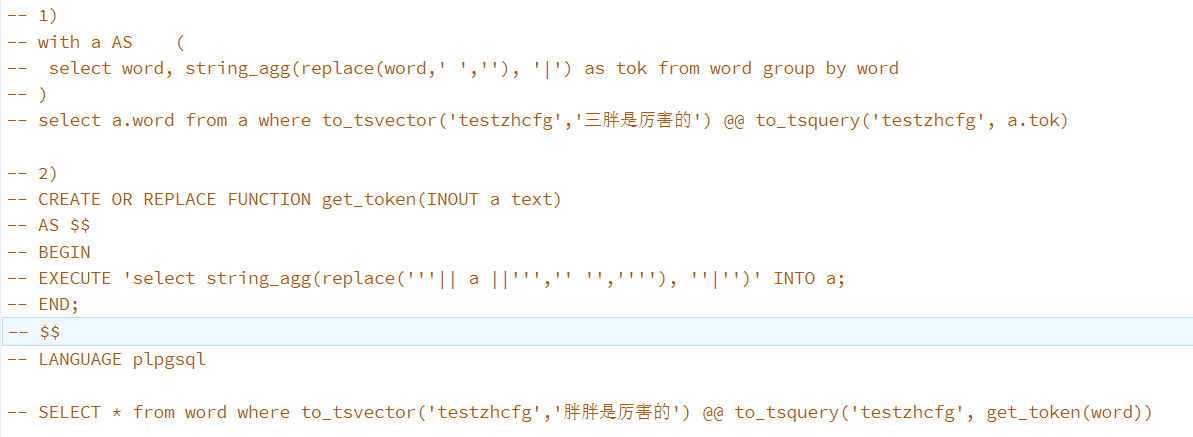 -- 1)
-- with a AS    (
--  select word, string_agg(replace(word,' ',''), '|') as tok from word group by word
-- )
-- select a.word from a where to_tsvector('testzhcfg','三胖是厉害的') @@ to_tsquery('testzhcfg', a.tok)
-- 2)
-- CREATE OR REPLACE FUNCTION get_token(INOUT a text)
-- AS $$
-- BEGIN
-- EXECUTE 'select string_agg(replace('''|| a ||''','' '',''''), ''|'')' INTO a;
-- END;
-- $$
-- LANGUAGE plpgsql
-- SELECT * from word where to_tsvector('testzhcfg','胖胖是厉害的') @@ to_tsquery('testzhcfg', get_token(word))